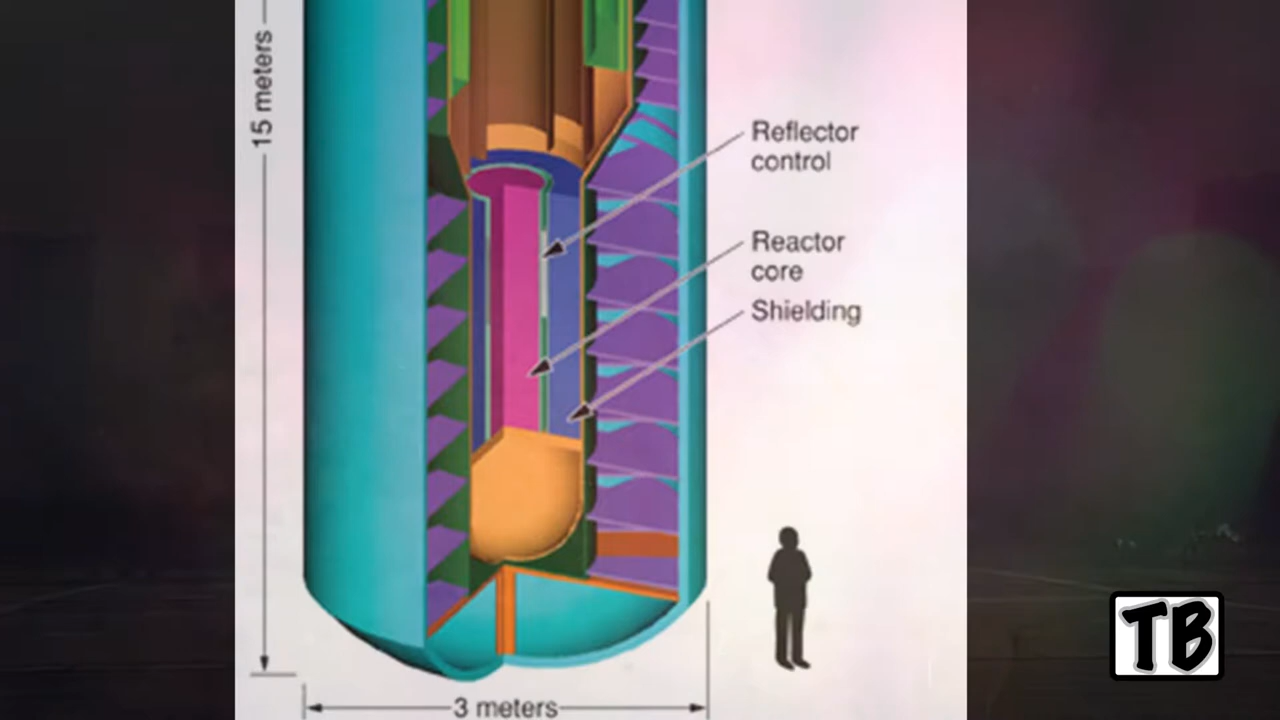 15 meters
Reflector
control
Reactor
core
Shielding
3 meters
TB